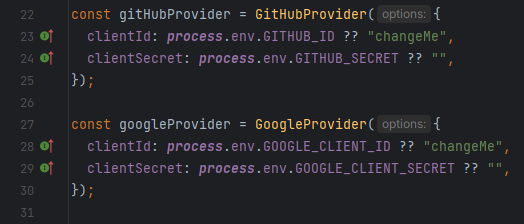 22 const gitHubProvider = GitHubProvider( options: {
23 clientId: process.env.GITHUB_ID ?? "changeMe",
24 clientSecret: process.env.GITHUB_SECRET ?? "",
25 });
26
27 const googleProvider = GoogleProvider( options: {
28 clientId: process.env.GOOGLE_CLIENT_ID ?? "changeMe",
29 clientSecret: process.env.GOOGLE_CLIENT_SECRET ?? "",
30 });
31